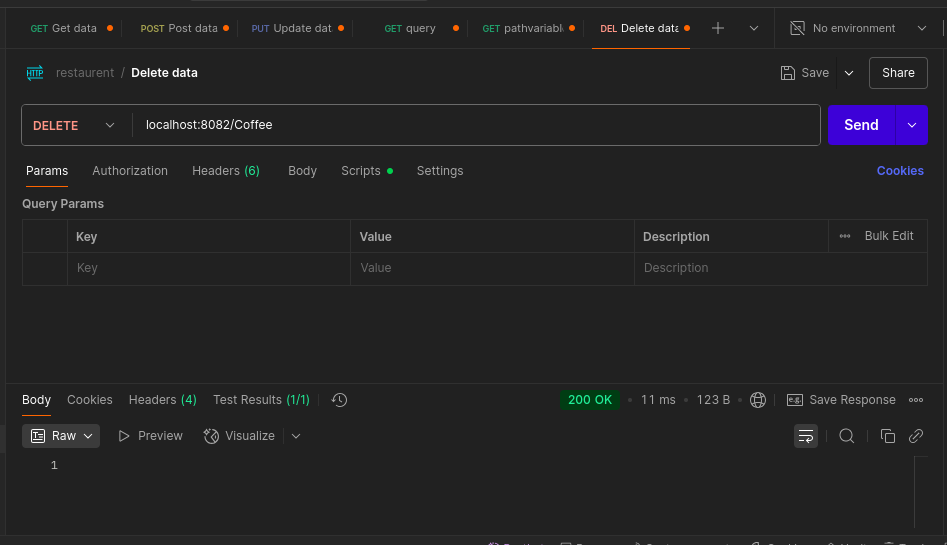 GET Get data POST Post data PUT Update dat GET query GET pathvariabl DEL Delete data No environment
HTTP restaurent / Delete data Save Share
DELETE localhost:8082/Coffee Send
Params Authorization Headers (6) Body Scripts Settings Cookies
Query Params
Key Value Description Bulk Edit
Key Value Description
Body Cookies Headers (4) Test Results (1/1) 200 OK 11 ms 123 B e.g. Save Response
Raw Preview Visualize
1